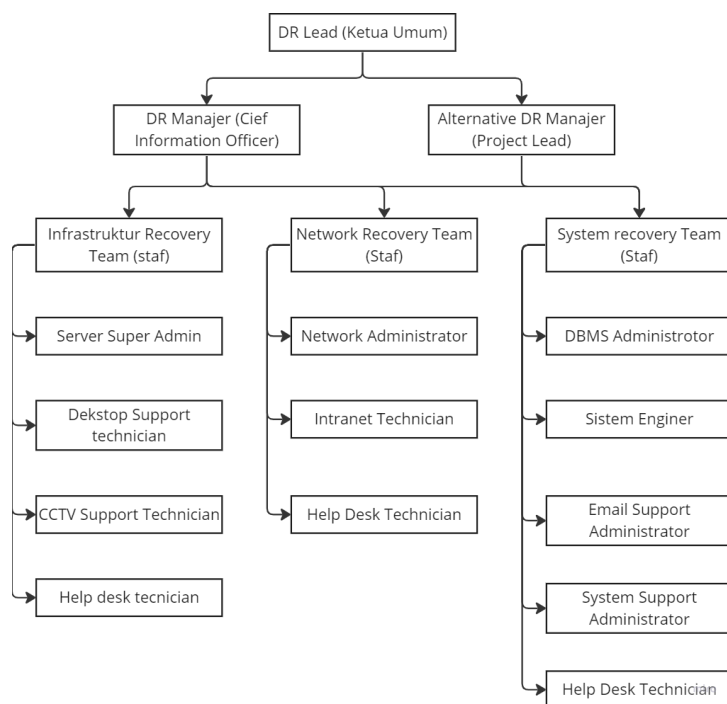 DR Lead (Ketua Umum)
DR Manajer (Cief
Information Officer)
Alternative DR Manajer
(Project Lead)
Infrastruktur Recovery
Team (staf)
Network Recovery Team
(Staf)
System recovery Team
(Staf)
Server Super Admin
Network Administrator
DBMS Administrotor
Dekstop Support
technician
Intranet Technician
Sistem Enginer
CCTV Support Technician
Help Desk Technician
Email Support
Administrator
Help desk tecnician
System Support
Administrator
Help Desk Technician